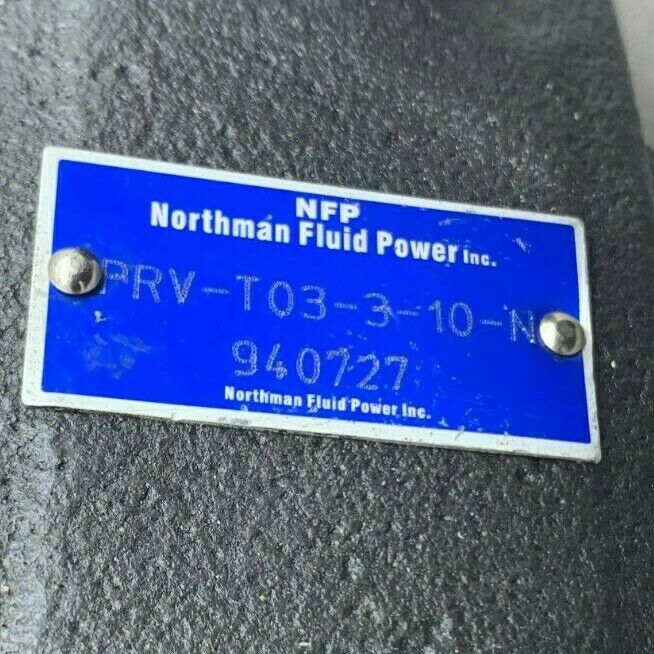 NFP
Northman Fluid Power Inc.
PRV-T03-3-10-N
940727
Northman Fluid Power Inc.